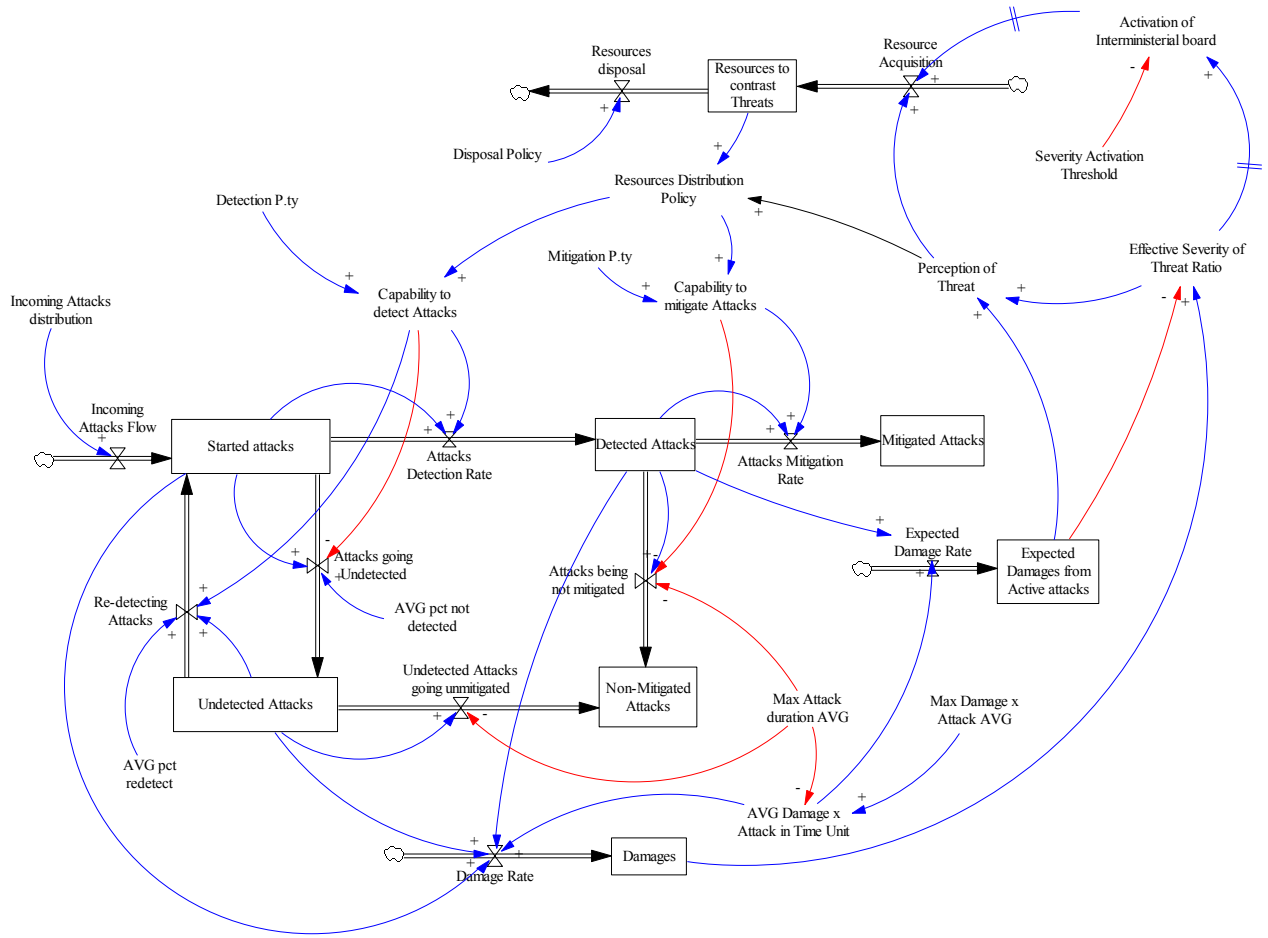 Activation of
Interministerial board
Resources
disposal
Resources to
contrast
Threats
Resource
Acquisition
Disposal Policy
Severity Activation
Threshold
Resources Distribution
Policy
Detection P.ty
Mitigation P.ty
Perception of
Threat
Effective Severity of
Threat Ratio
Incoming Attacks
distribution
Capability to
detect Attacks
Capability to
mitigate Attacks
Incoming
Attacks Flow
Started attacks
Attacks
Detection Rate
Detected Attacks
Attacks Mitigation
Rate
Mitigated Attacks
Attacks going
Undetected
Attacks being
not mitigated
Expected
Damage Rate
Expected
Damages from
Active attacks
Re-detecting
Attacks
AVG pct not
detected
Undetected Attacks
Undetected Attacks
going unmitigated
Non-Mitigated
Attacks
Max Attack
duration AVG
Max Damage x
Attack AVG
AVG pct
redetect
AVG Damage x
Attack in Time Unit
Damage Rate
Damages